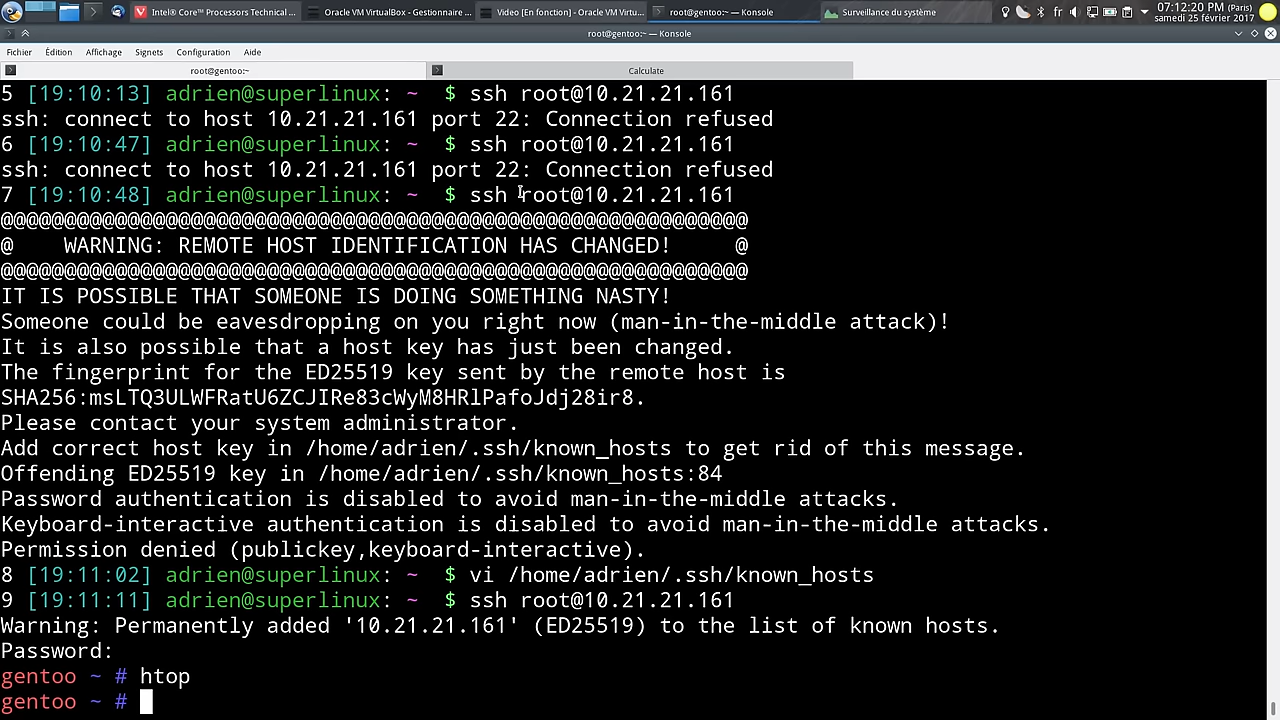 Intel® Core™ Processors Technical ...
Oracle VM VirtualBox - Gestionnaire ...
Video [En fonction] - Oracle VM Virtu...
root@gentoo:~ — Konsole
Surveillance du système
fr
07:12:20 PM
samedi 25 février 2017
root@gentoo:~ — Konsole
Fichier Édition Affichage Signets Configuration Aide
root@gentoo:~
Calculate
5 [19:10:13] adrien@superlinux: ~ $ ssh root@10.21.21.161
ssh: connect to host 10.21.21.161 port 22: Connection refused
6 [19:10:47] adrien@superlinux: ~ $ ssh root@10.21.21.161
ssh: connect to host 10.21.21.161 port 22: Connection refused
7 [19:10:48] adrien@superlinux: ~ $ ssh root@10.21.21.161
@@@@@@@@@@@@@@@@@@@@@@@@@@@@@@@@@@@@@@@@@@@@@@@@@@@@@@@@@@@
@    WARNING: REMOTE HOST IDENTIFICATION HAS CHANGED!     @
@@@@@@@@@@@@@@@@@@@@@@@@@@@@@@@@@@@@@@@@@@@@@@@@@@@@@@@@@@@
IT IS POSSIBLE THAT SOMEONE IS DOING SOMETHING NASTY!
Someone could be eavesdropping on you right now (man-in-the-middle attack)!
It is also possible that a host key has just been changed.
The fingerprint for the ED25519 key sent by the remote host is
SHA256:msLTQ3ULWFRatU6ZCJIRe83cWyM8HRlPafoJdj28ir8.
Please contact your system administrator.
Add correct host key in /home/adrien/.ssh/known_hosts to get rid of this message.
Offending ED25519 key in /home/adrien/.ssh/known_hosts:84
Password authentication is disabled to avoid man-in-the-middle attacks.
Keyboard-interactive authentication is disabled to avoid man-in-the-middle attacks.
Permission denied (publickey,keyboard-interactive).
8 [19:11:02] adrien@superlinux: ~ $ vi /home/adrien/.ssh/known_hosts
9 [19:11:11] adrien@superlinux: ~ $ ssh root@10.21.21.161
Warning: Permanently added '10.21.21.161' (ED25519) to the list of known hosts.
Password:
gentoo ~ # htop
gentoo ~ #